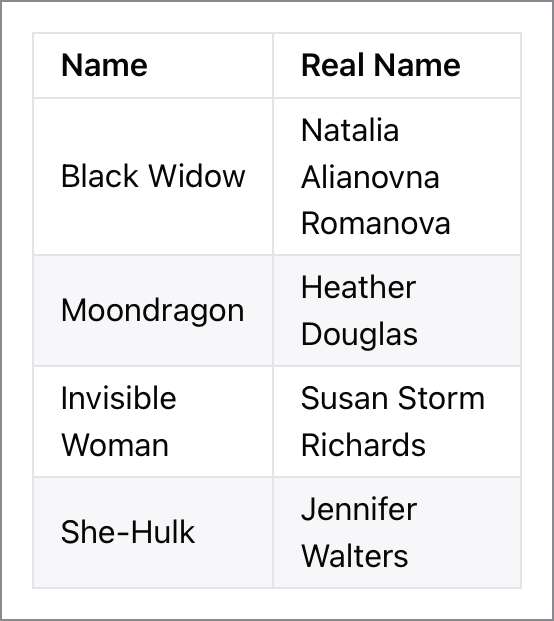 Name Real Name
Black Widow Natalia
Alianovna
Romanova
Moondragon Heather
Douglas
Invisible
Woman Susan Storm
Richards
She-Hulk Jennifer
Walters